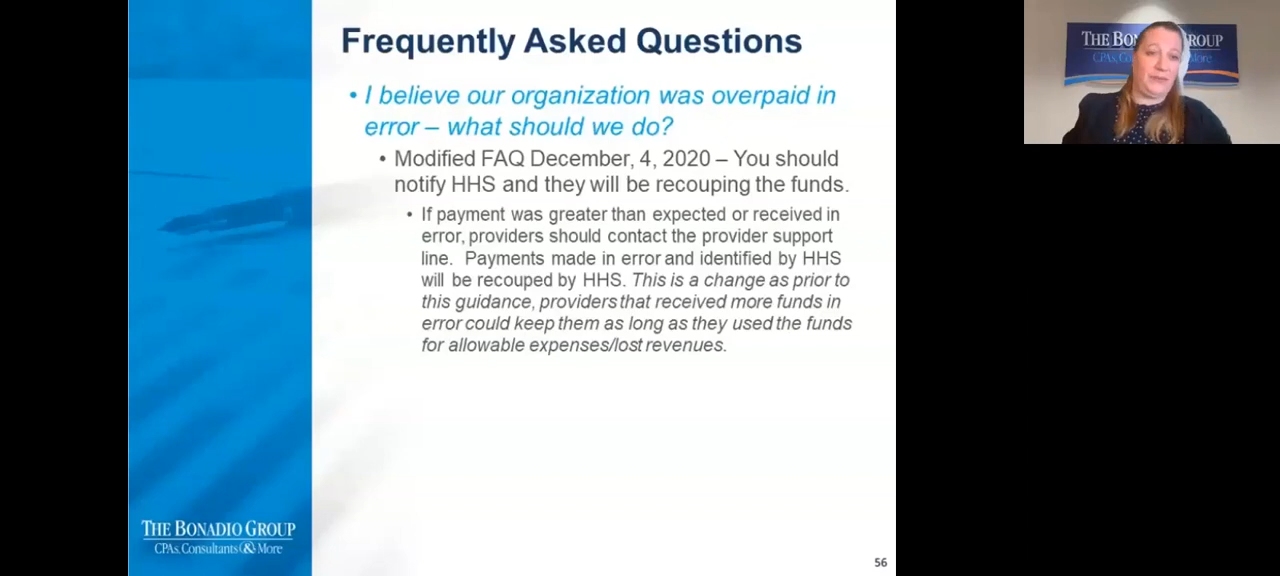 Frequently Asked Questions
• I believe our organization was overpaid in
error – what should we do?
• Modified FAQ December, 4, 2020 – You should
notify HHS and they will be recouping the funds.
• If payment was greater than expected or received in
error, providers should contact the provider support
line.  Payments made in error and identified by HHS
will be recouped by HHS. This is a change as prior to
this guidance, providers that received more funds in
error could keep them as long as they used the funds
for allowable expenses/lost revenues.
THE BONADIO GROUP
CPAs, Consultants & More
56
THE BON ROUP
CPAs, C More